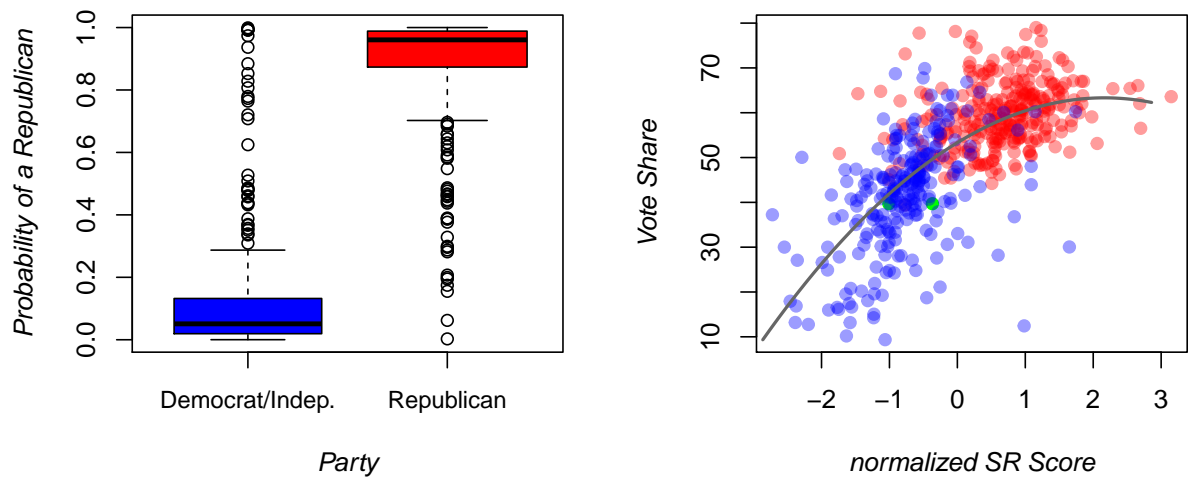 Probability of a Republican
1.0
0.8
0.6
0.4
0.2
0.0
Democrat/Indep.
Republican
Party
Vote Share
70
50
30
10
−2
−1
0
1
2
3
normalized SR Score